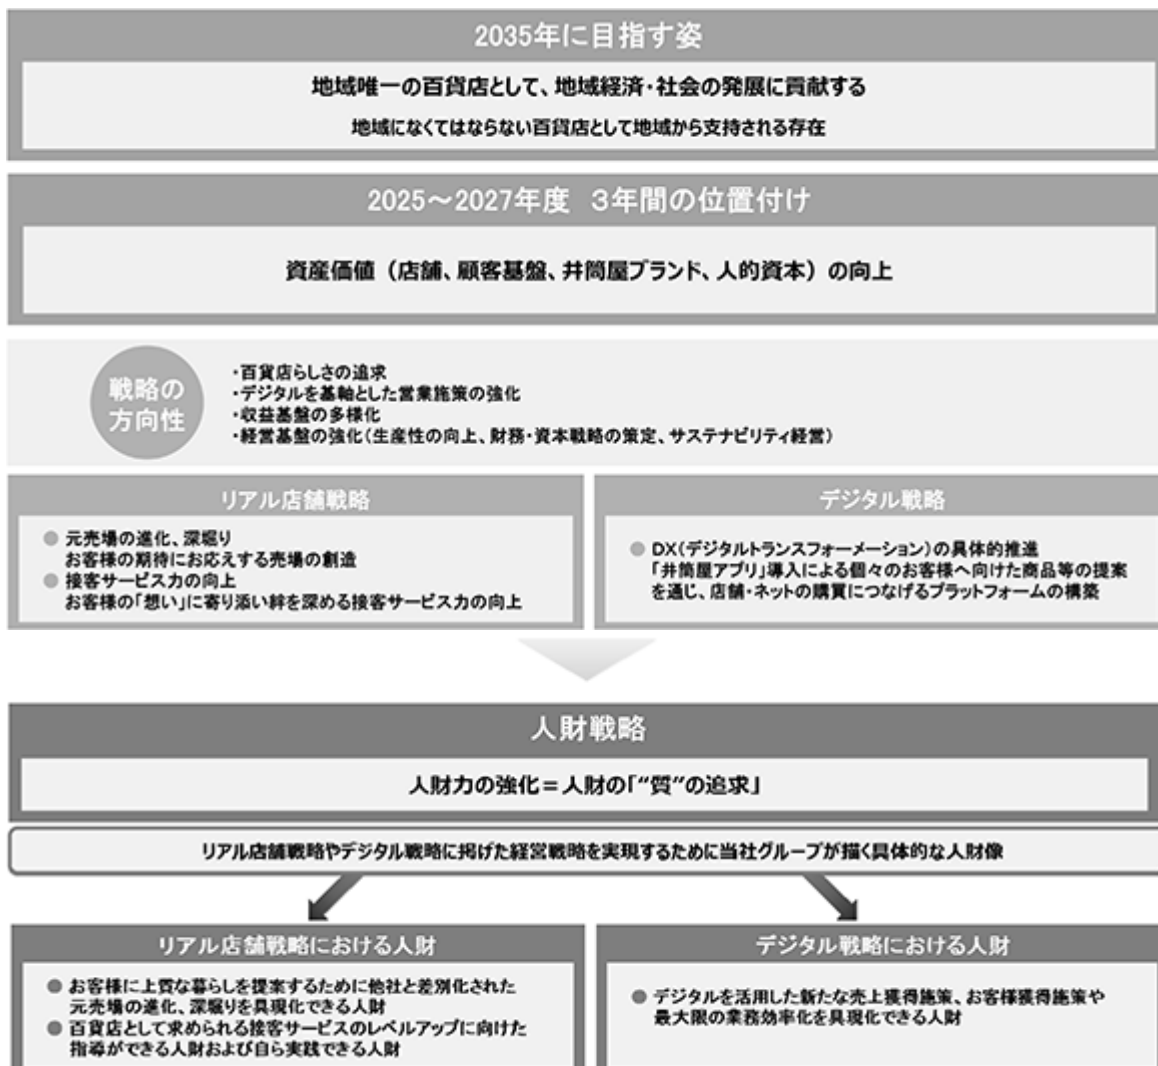 2035年に目指す姿
地域唯一の百貨店として、地域経済・社会の発展に貢献する
地域になくてはならない百貨店として地域から支持される存在
2025～2027年度　３年間の位置付け
資産価値（店舗、顧客基盤、井筒屋ブランド、人的資本）の向上
戦略の
方向性
・百貨店らしさの追求
・デジタルを基軸とした営業施策の強化
・収益基盤の多様化
・経営基盤の強化（生産性の向上、財務・資本戦略の策定、サステナビリティ経営）
リアル店舗戦略
● 元売場の進化、深堀り
お客様の期待にお応えする売場の創造
● 接客サービス力の向上
お客様の「想い」に寄り添い絆を深める接客サービス力の向上
デジタル戦略
● DX（デジタルトランスフォーメーション）の具体的推進
「井筒屋アプリ」導入による個々のお客様へ向けた商品等の提案
を通じ、店舗・ネットの購買につなげるプラットフォームの構築
人財戦略
人財力の強化＝人財の「“質”の追求」
リアル店舗戦略やデジタル戦略に掲げた経営戦略を実現するために当社グループが描く具体的な人財像
リアル店舗戦略における人財
● お客様に上質な暮らしを提案するために他社と差別化された
元売場の進化、深堀りを具現化できる人財
● 百貨店として求められる接客サービスのレベルアップに向けた
指導ができる人財および自ら実践できる人財
デジタル戦略における人財
● デジタルを活用した新たな売上獲得施策、お客様獲得施策や
最大限の業務効率化を具現化できる人財